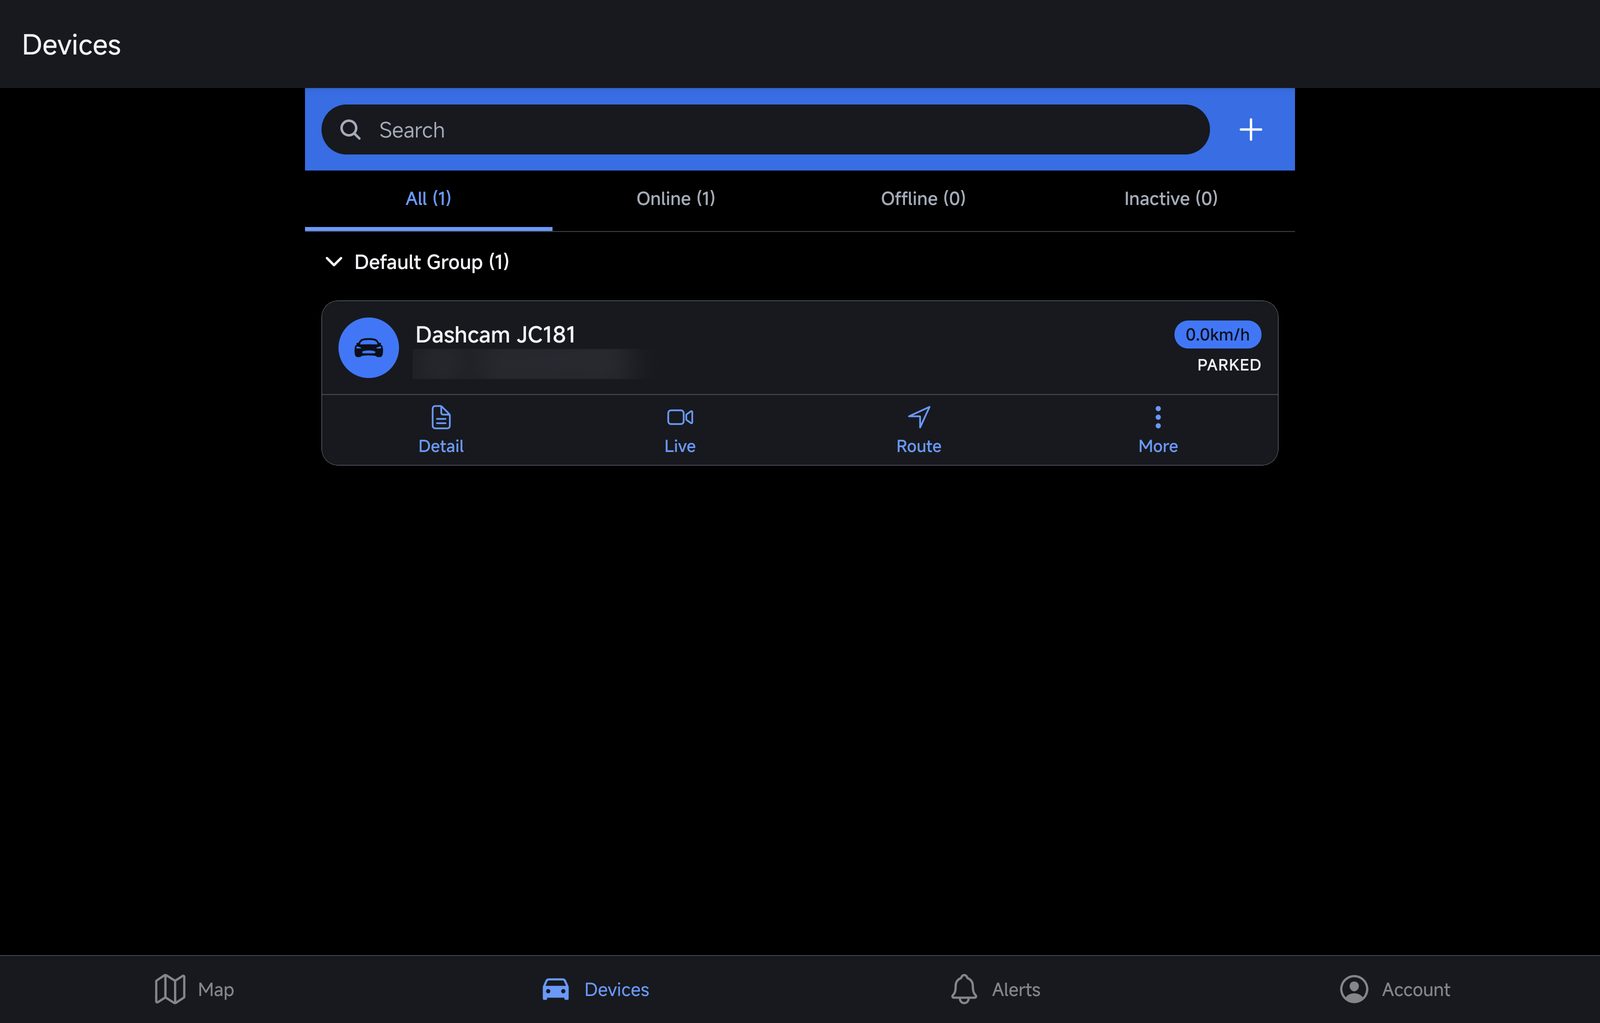 Devices
Search
All (1)
Online (1)
Offline (0)
Inactive (0)
Default Group (1)
Dashcam JC181
0.0km/h
PARKED
Detail
Live
Route
More
Map
Devices
Alerts
Account